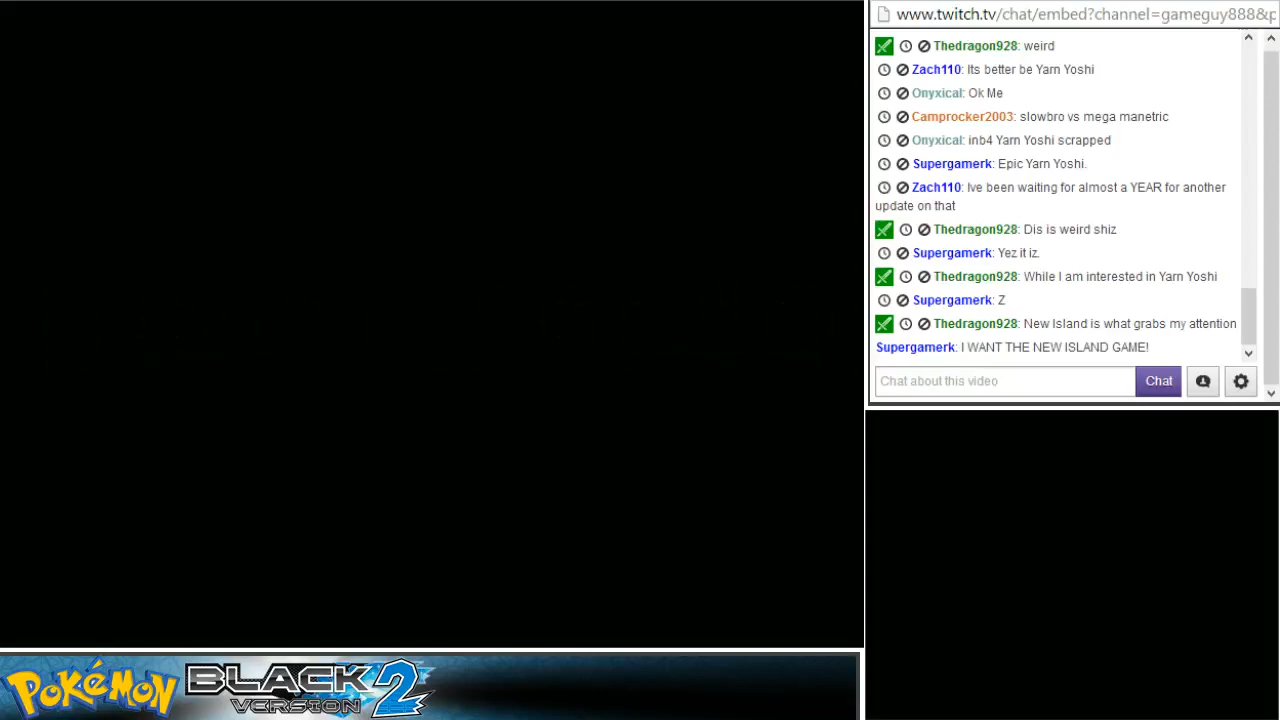 www.twitch.tv/chat/embed?channel=gameguy888&p
Thedragon928: weird
Zach110: Its better be Yarn Yoshi
Onyxical: Ok Me
Camprocker2003: slowbro vs mega manetric
Onyxical: inb4 Yarn Yoshi scrapped
Supergamerk: Epic Yarn Yoshi.
Zach110: Ive been waiting for almost a YEAR for another
update on that
Thedragon928: Dis is weird shiz
Supergamerk: Yez it iz.
Thedragon928: While I am interested in Yarn Yoshi
Supergamerk: Z
Thedragon928: New Island is what grabs my attention
Supergamerk: I WANT THE NEW ISLAND GAME!
Chat about this video
Chat
POKéMON
BLACK
VERSION 2